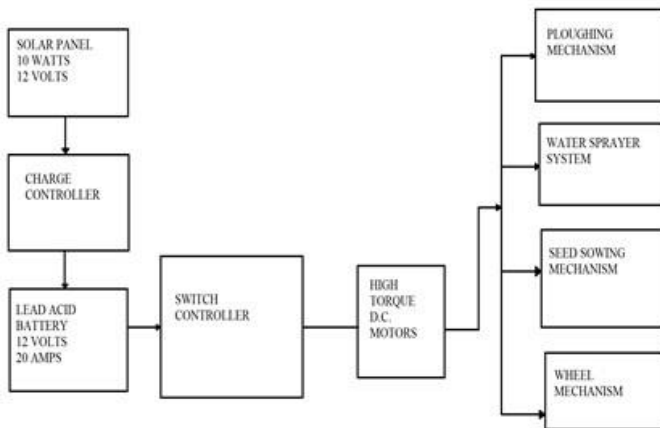 SOLAR PANEL
10 WATTS
12 VOLTS
CHARGE
CONTROLLER
LEAD ACID
BATTERY
12 VOLTS
20 AMPS
SWITCH
CONTROLLER
HIGH
TORQUE
D.C.
MOTORS
PLOUGHING
MECHANISM
WATER SPRAYER
SYSTEM
SEED SOWING
MECHANISM
WHEEL
MECHANISM